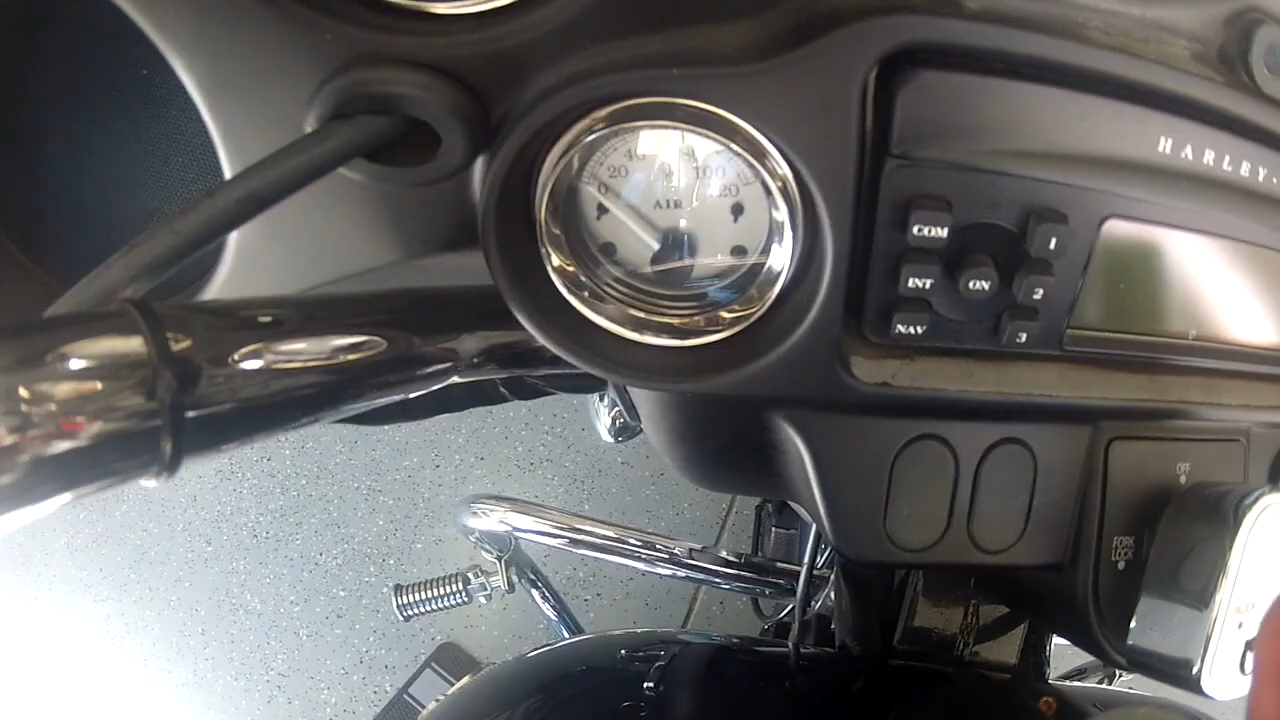 0
20
40
100
120
AIR
HARLEY-
COM
1
INT
ON
2
NAV
3
OFF
FORK
LOCK